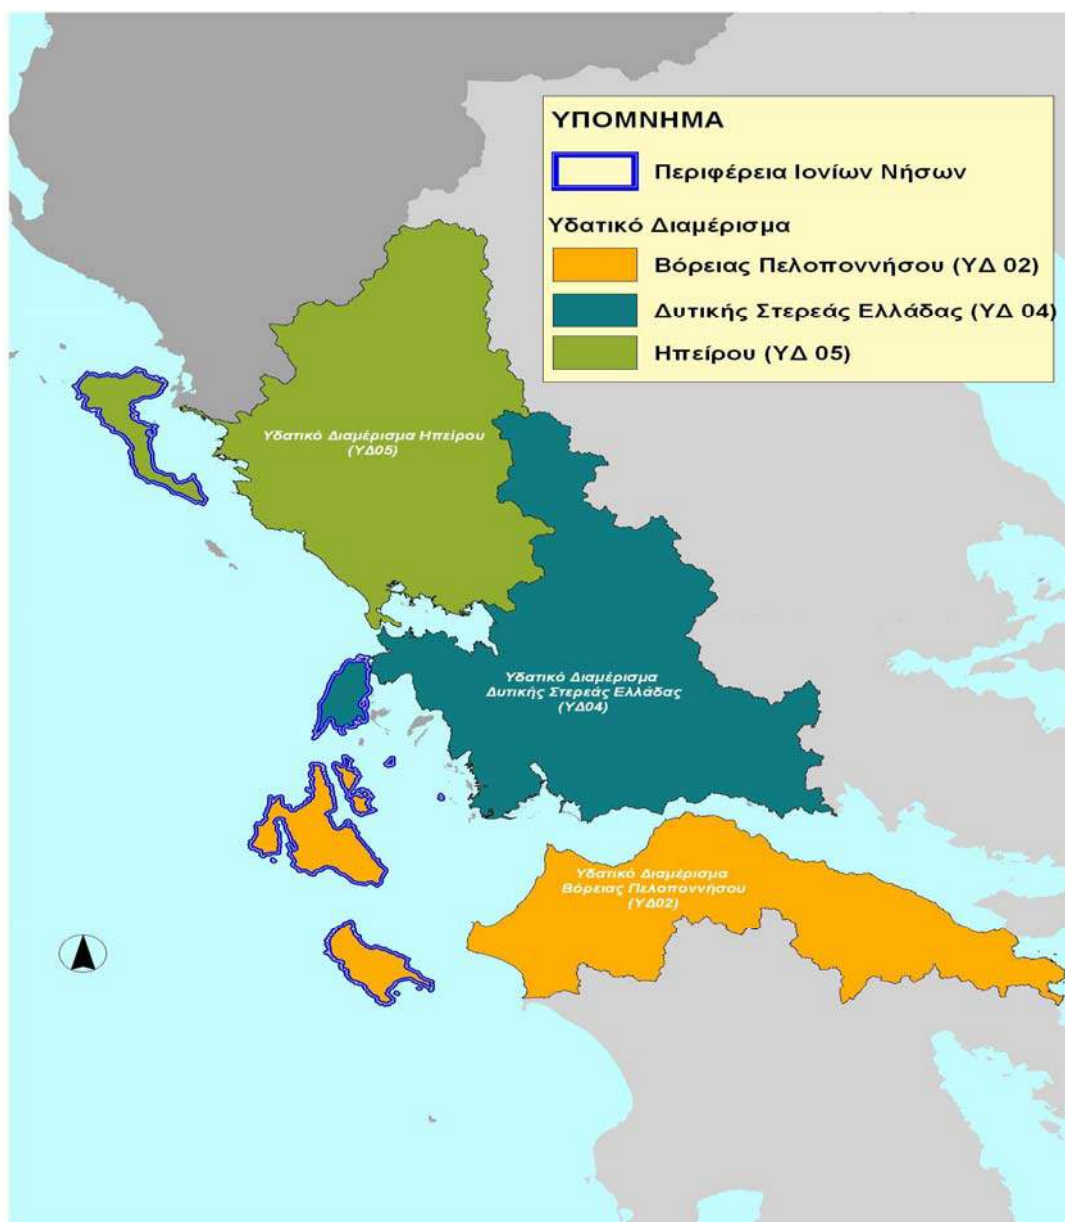 ΥΠΟΜΝΗΜΑ
Περιφέρεια Ιονίων Νήσων
Υδατικό Διαμέρισμα
Βόρειας Πελοποννήσου (ΥΔ 02)
Δυτικής Στερεάς Ελλάδας (ΥΔ 04)
Ηπείρου (ΥΔ 05)
Υδατικό Διαμέρισμα Ηπείρου
(ΥΔ05)
Υδατικό Διαμέρισμα
Δυτικής Στερεάς Ελλάδας
(ΥΔ04)
Υδατικό Διαμέρισμα
Βόρειας Πελοποννήσου
(ΥΔ02)